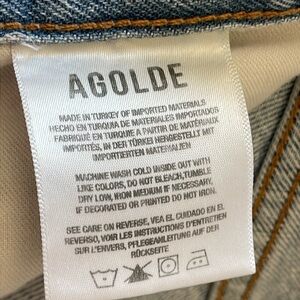 AGOLDE
MADE IN TURKEY OF IMPORTED MATERIALS
HECHO EN TURQUIA DE MATERIALES IMPORTADOS
FABRIQUÉ EN TURQUIE A PARTIR DE MATÉRIAUX
IMPORTÉS, IN DER TÜRKEI HERGESTELLT MIT
IMPORTIERTEN MATERIALIEN
MACHINE WASH COLD INSIDE OUT WITH
LIKE COLORS, DO NOT BLEACH,TUMBLE
DRY LOW, IRON MEDIUM IF NECESSARY.
IF DECORATED OR PRINTED DO NOT IRON.
SEE CARE ON REVERSE, VEA EL CUIDADO EN EL
REVERSO, VOIR LES INSTRUCTIONS D'ENTRETIEN
SUR L'ENVERS, PFLEGEANLEITUNG AUF DER
RÜCKSEITE